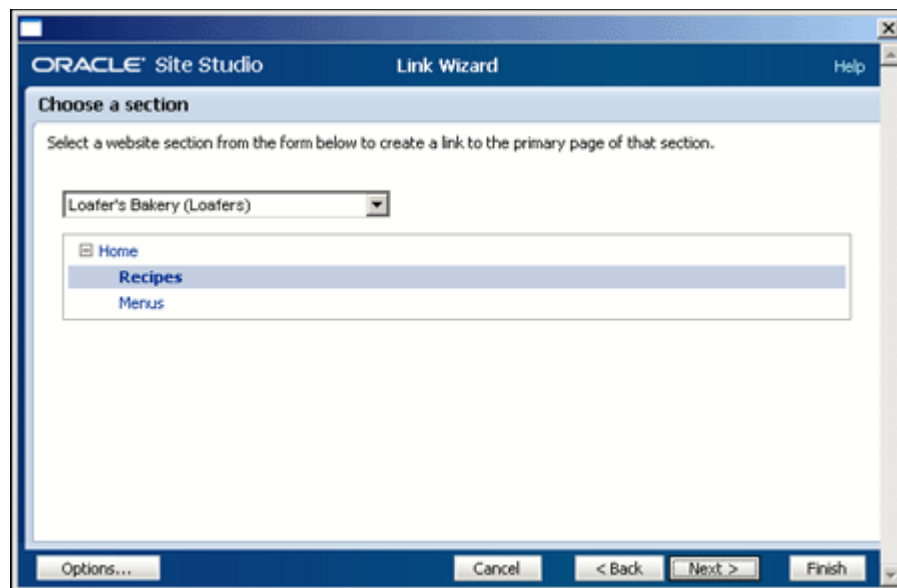 ORACLE Site Studio Link Wizard Help
Choose a section
Select a website section from the form below to create a link to the primary page of that section.
Loafer's Bakery (Loafers)
Home
Recipes
Menus
Options... Cancel < Back Next > Finish